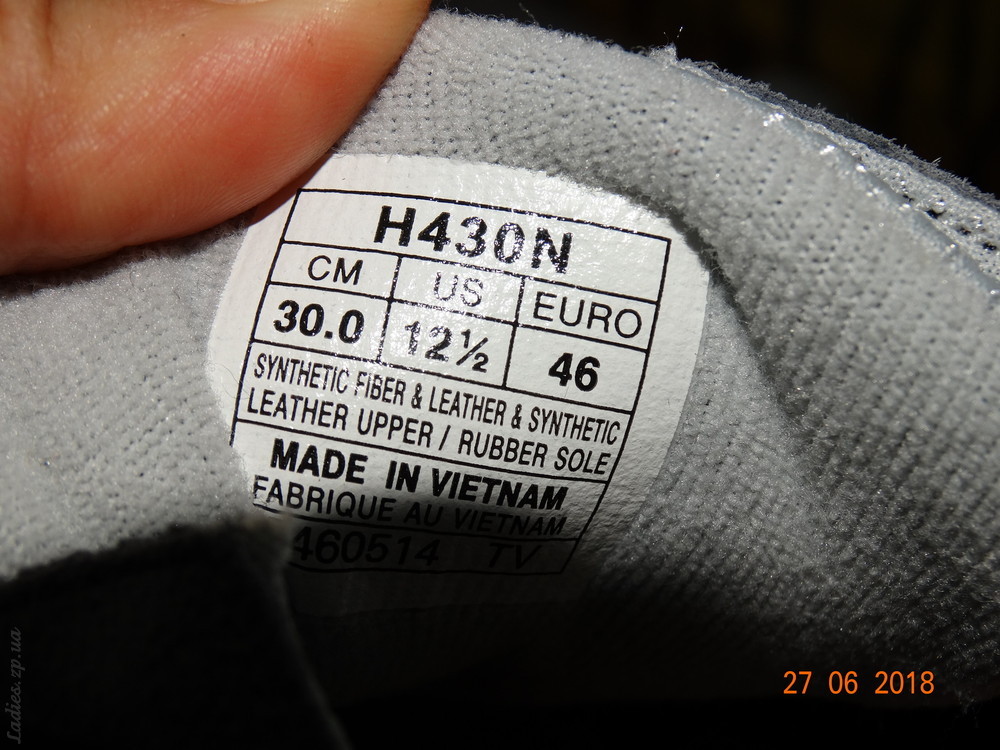 H430N
CM US EURO
30.0 12½ 46
SYNTHETIC FIBER & LEATHER & SYNTHETIC
LEATHER UPPER / RUBBER SOLE
MADE IN VIETNAM
FABRIQUE AU VIETNAM
460514 TV
27 06 2018
Ladies.zp.ua